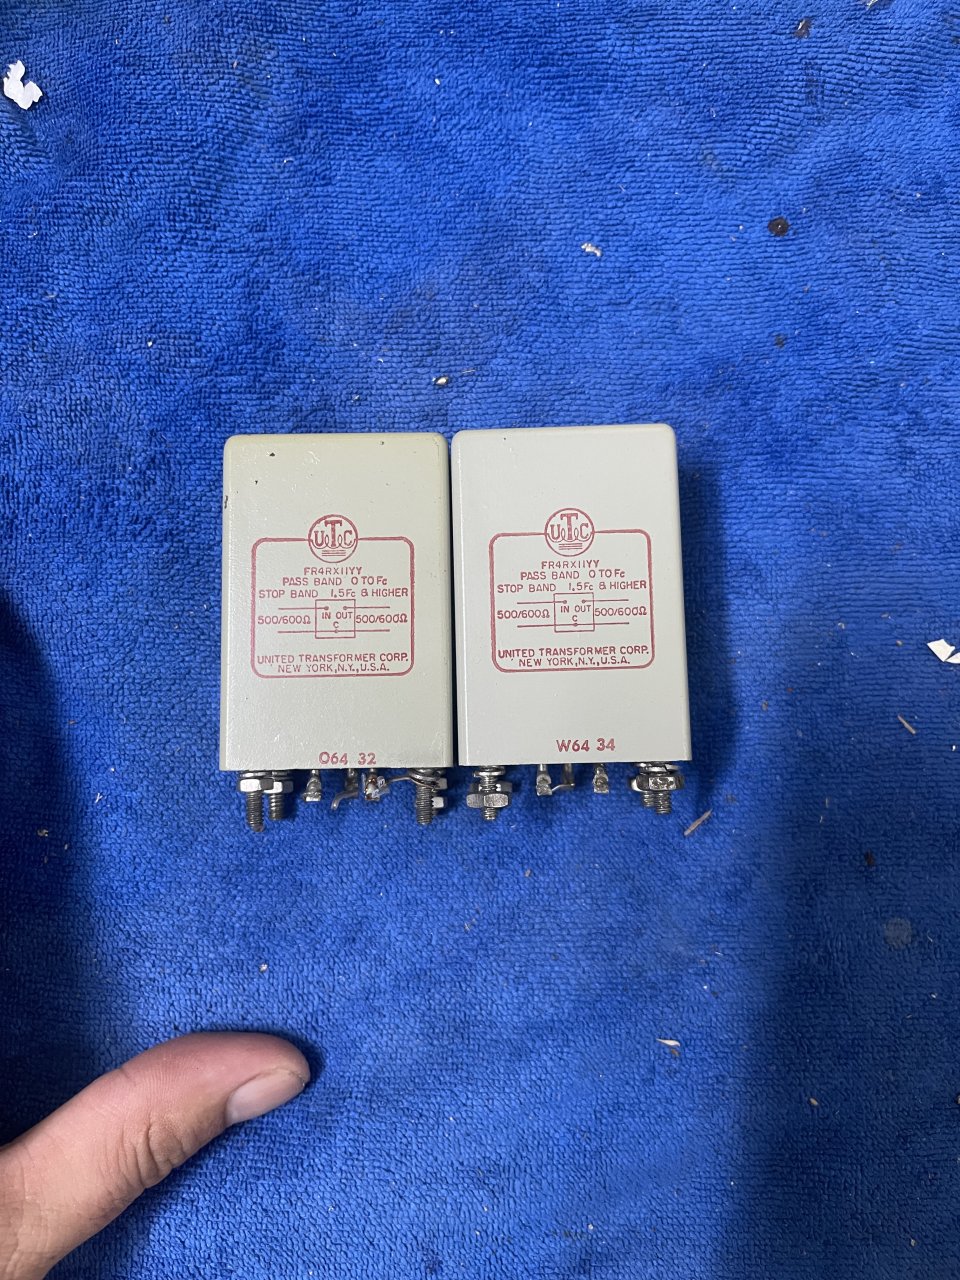 UTC
FR4RX11YY
PASS BAND 0 TO Fc
STOP BAND 1.5Fc & HIGHER
500/600Ω IN OUT 500/600Ω
C
UNITED TRANSFORMER CORP.
NEW YORK, N.Y., U.S.A.
O64 32
UTC
FR4RX11YY
PASS BAND 0 TO Fc
STOP BAND 1.5Fc & HIGHER
500/600Ω IN OUT 500/600Ω
C
UNITED TRANSFORMER CORP.
NEW YORK, N.Y., U.S.A.
W64 34